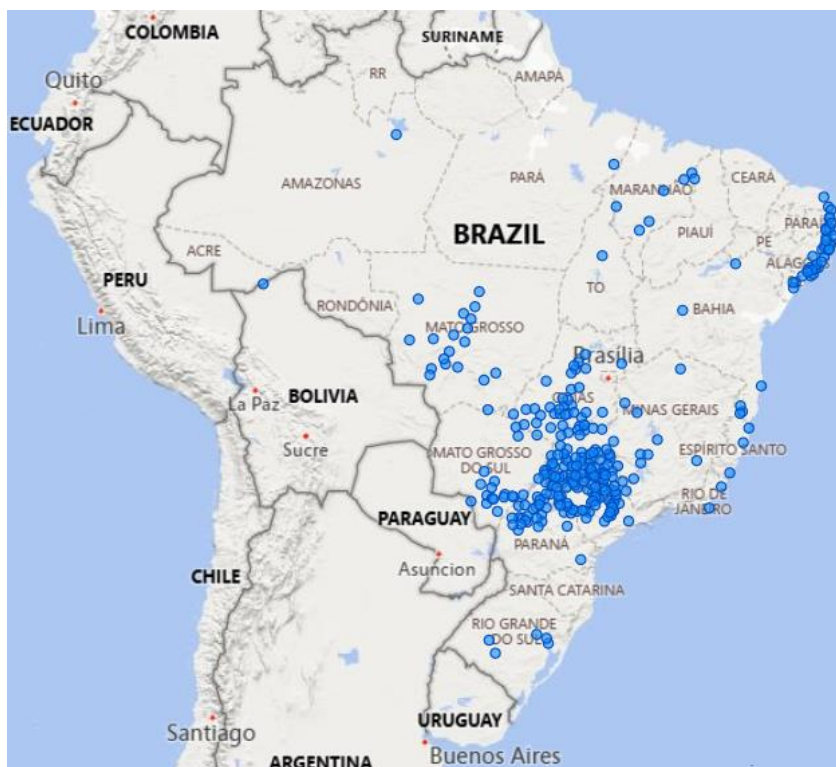 COLOMBIA
SURINAME
RR
AMAPÁ
Quito
ECUADOR
AMAZONAS
PARÁ
MARANHÃO
CEARÁ
BRAZIL
PIAUÍ
PE
ACRE
PERU
RONDÔNIA
TO
BAHIA
Lima
MATO GROSSO
Brasília
BOLIVIA
La Paz
GOIÁS
MINAS GERAIS
Sucre
MATO GROSSO
DO SUL
ESPÍRITO SANTO
RIO DE
JANEIRO
PARAGUAY
PARANÁ
Asuncion
CHILE
SANTA CATARINA
RIO GRANDE
DO SUL
Santiago
URUGUAY
Buenos Aires
ARGENTINA